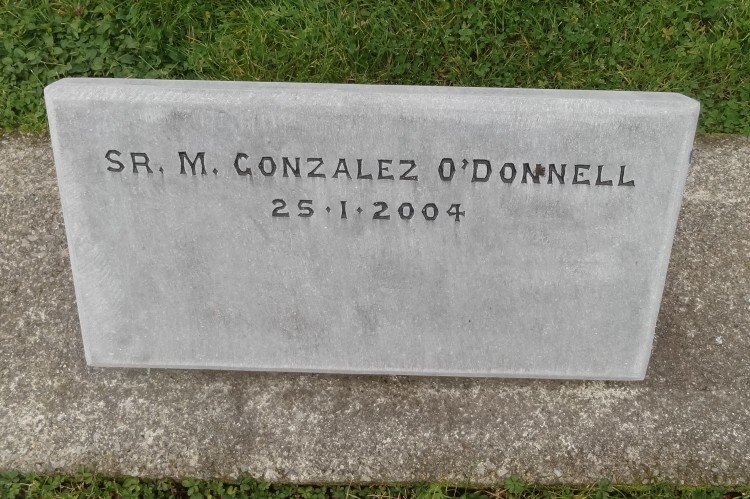 SR. M. GONZALEZ O'DONNELL
25·1·2004